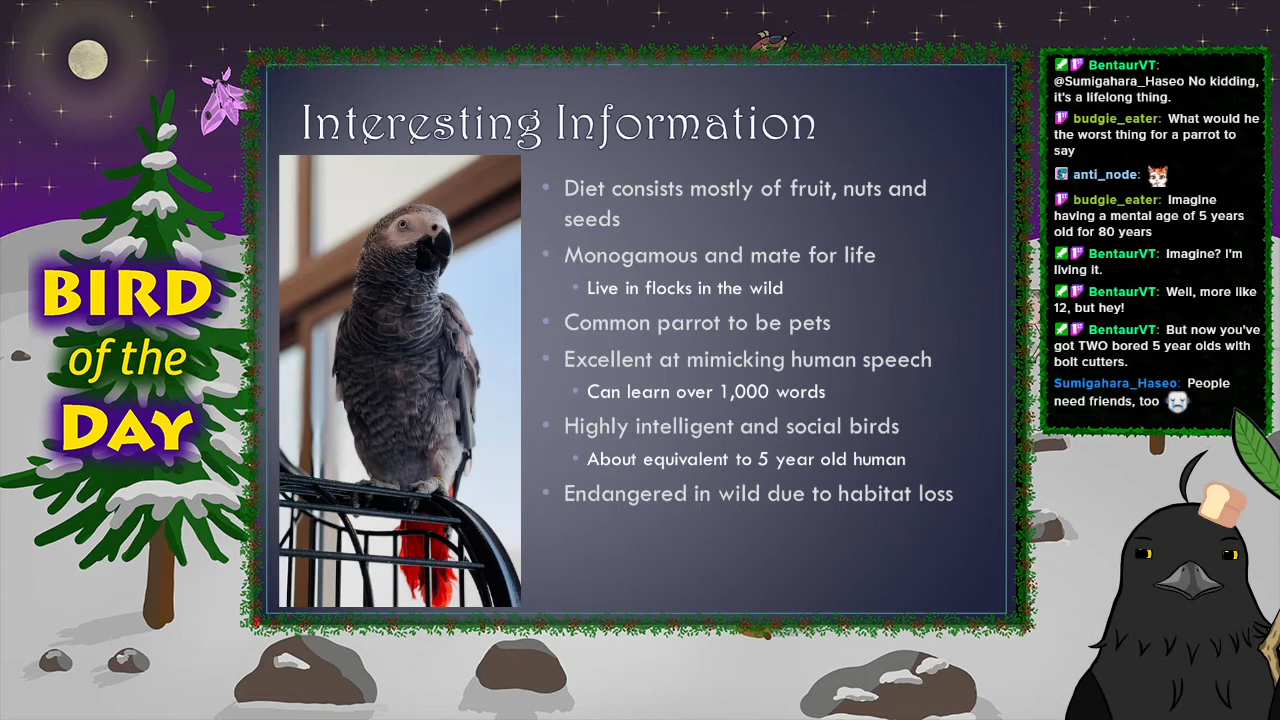 BIRD
of the
DAY
Interesting Information
• Diet consists mostly of fruit, nuts and
seeds
• Monogamous and mate for life
• Live in flocks in the wild
• Common parrot to be pets
• Excellent at mimicking human speech
• Can learn over 1,000 words
• Highly intelligent and social birds
• About equivalent to 5 year old human
• Endangered in wild due to habitat loss
BentaurVT:
@Sumigahara_Haseo No kidding,
it's a lifelong thing.
budgie_eater: What would he
the worst thing for a parrot to
say
anti_node:
budgie_eater: Imagine
having a mental age of 5 years
old for 80 years
BentaurVT: Imagine? I'm
living it.
BentaurVT: Well, more like
12, but hey!
BentaurVT: But now you've
got TWO bored 5 year olds with
bolt cutters.
Sumigahara_Haseo: People
need friends, too